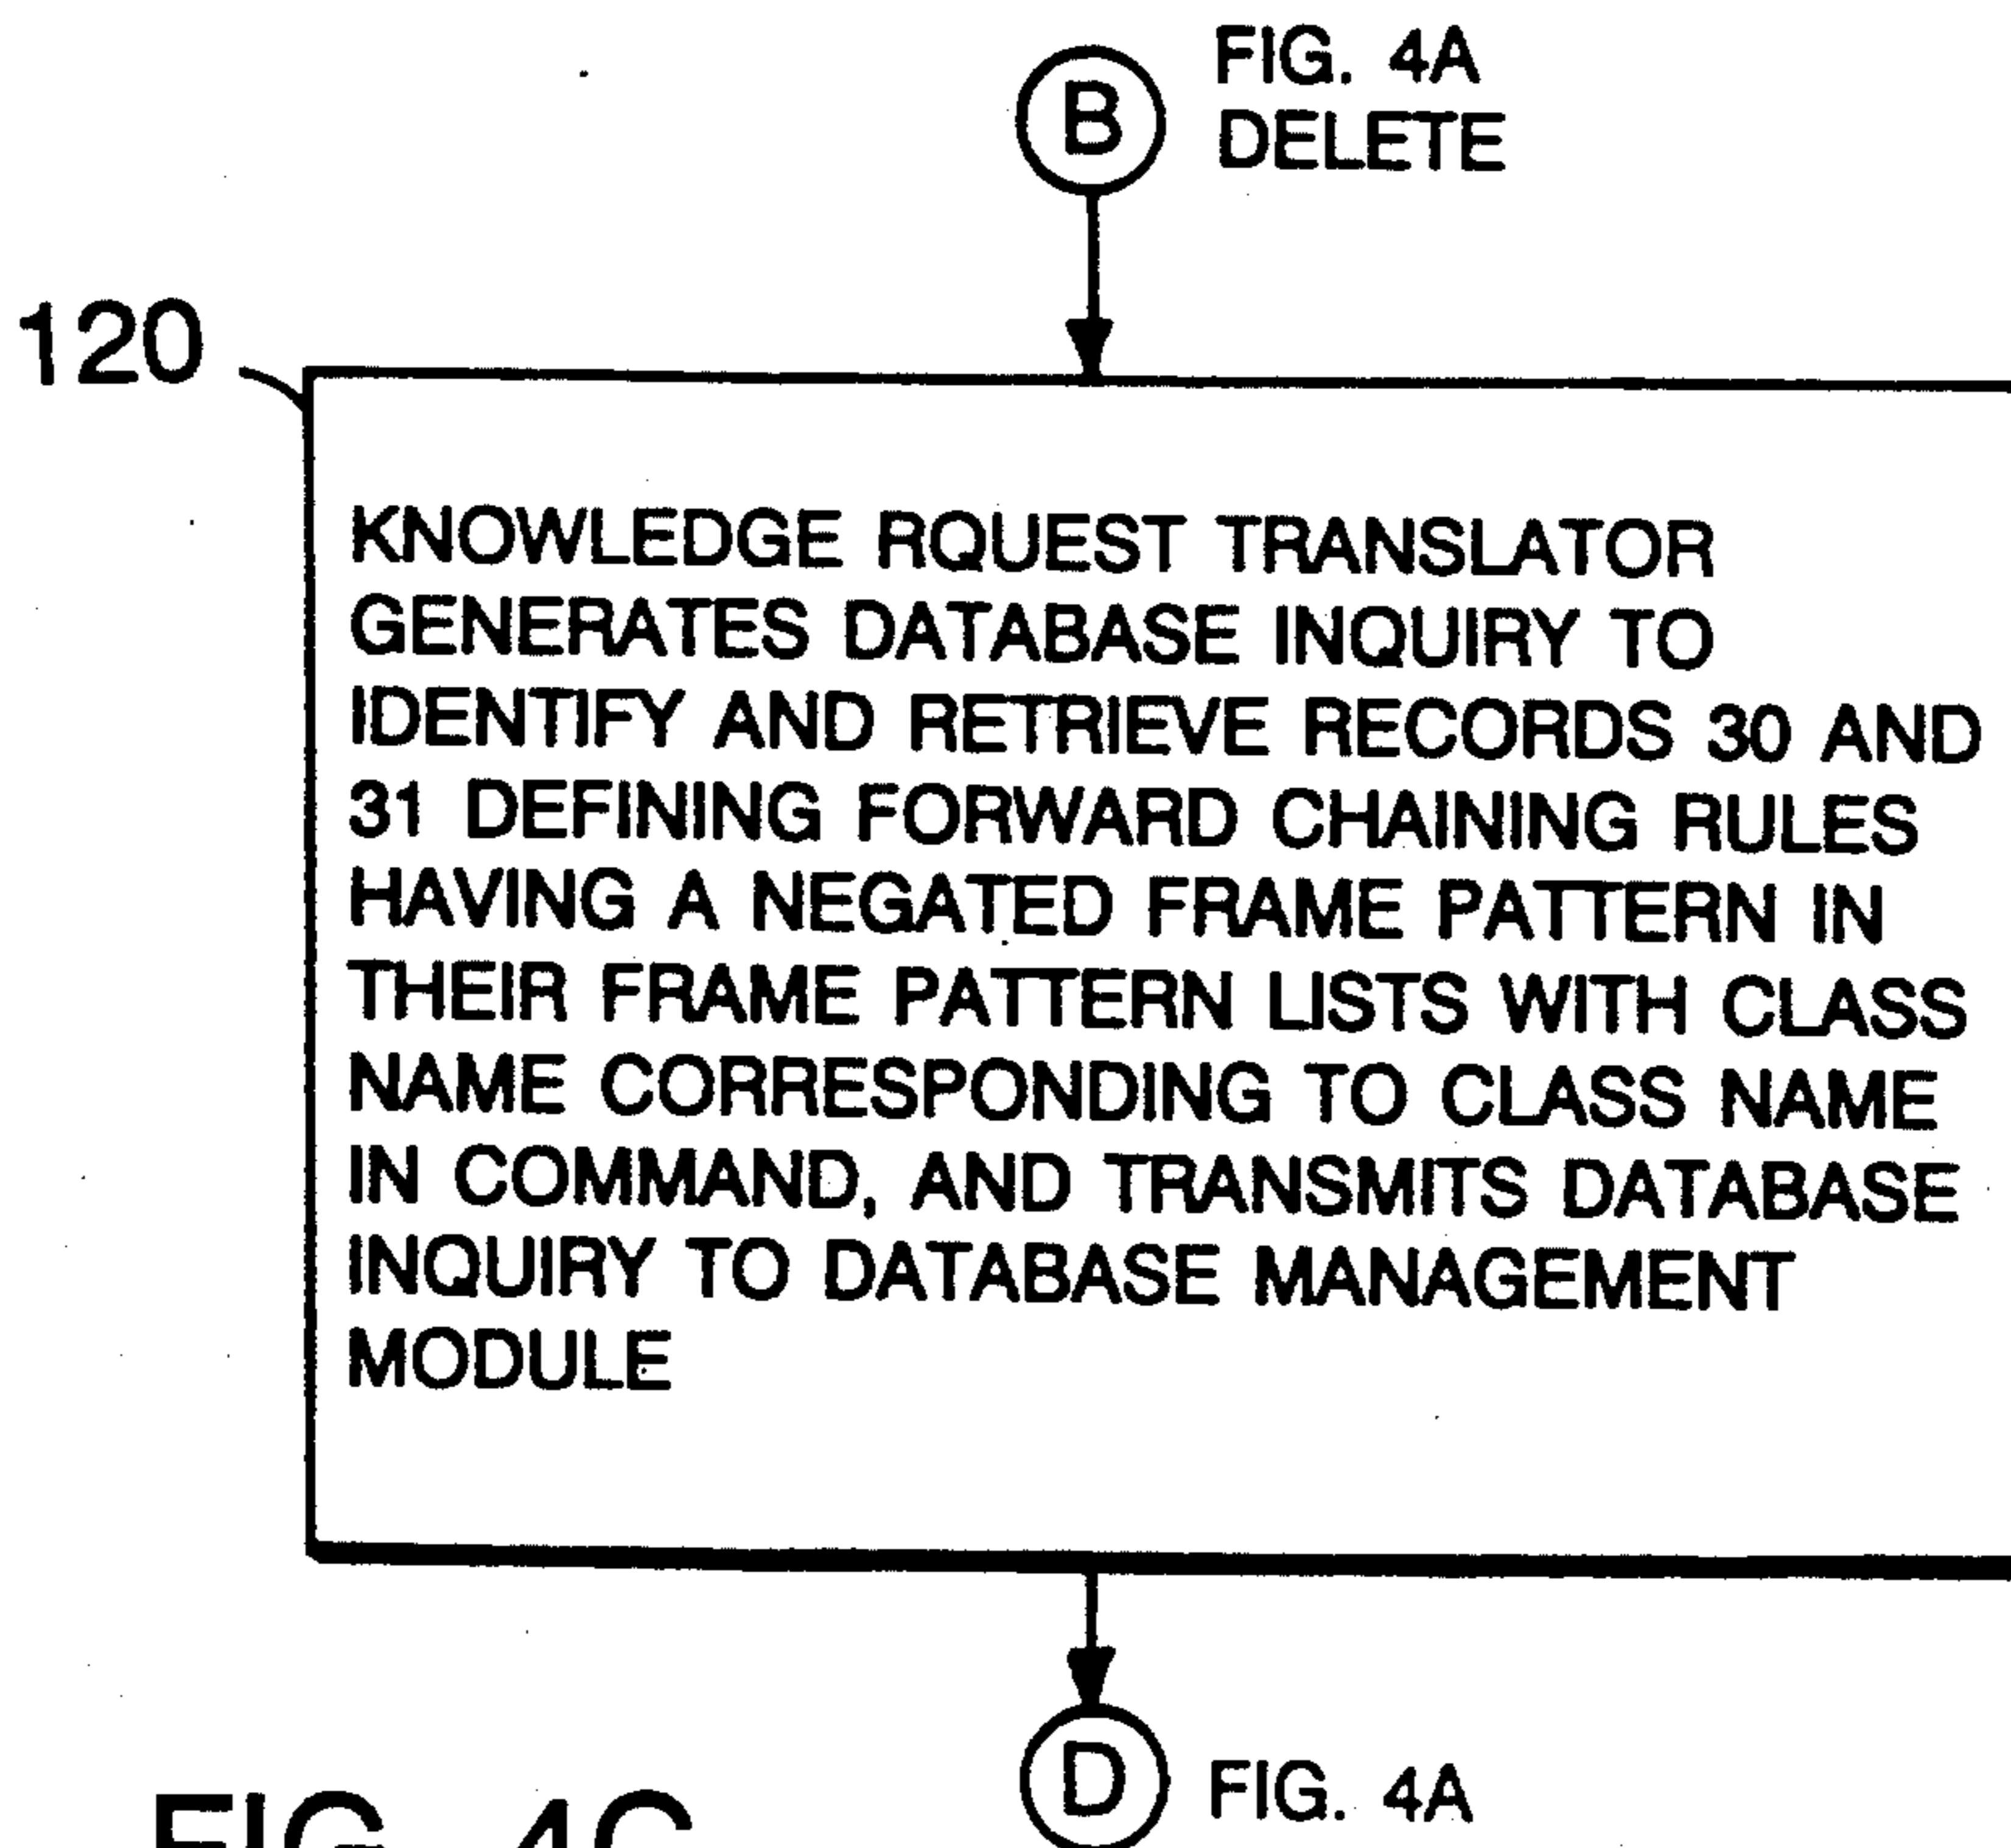 B
FIG. 4A
DELETE
120
KNOWLEDGE RQUEST TRANSLATOR
GENERATES DATABASE INQUIRY TO
IDENTIFY AND RETRIEVE RECORDS 30 AND
31 DEFINING FORWARD CHAINING RULES
HAVING A NEGATED FRAME PATTERN IN
THEIR FRAME PATTERN LISTS WITH CLASS
NAME CORRESPONDING TO CLASS NAME
IN COMMAND, AND TRANSMITS DATABASE
INQUIRY TO DATABASE MANAGEMENT
MODULE
D
FIG. 4A
FIG. 4C